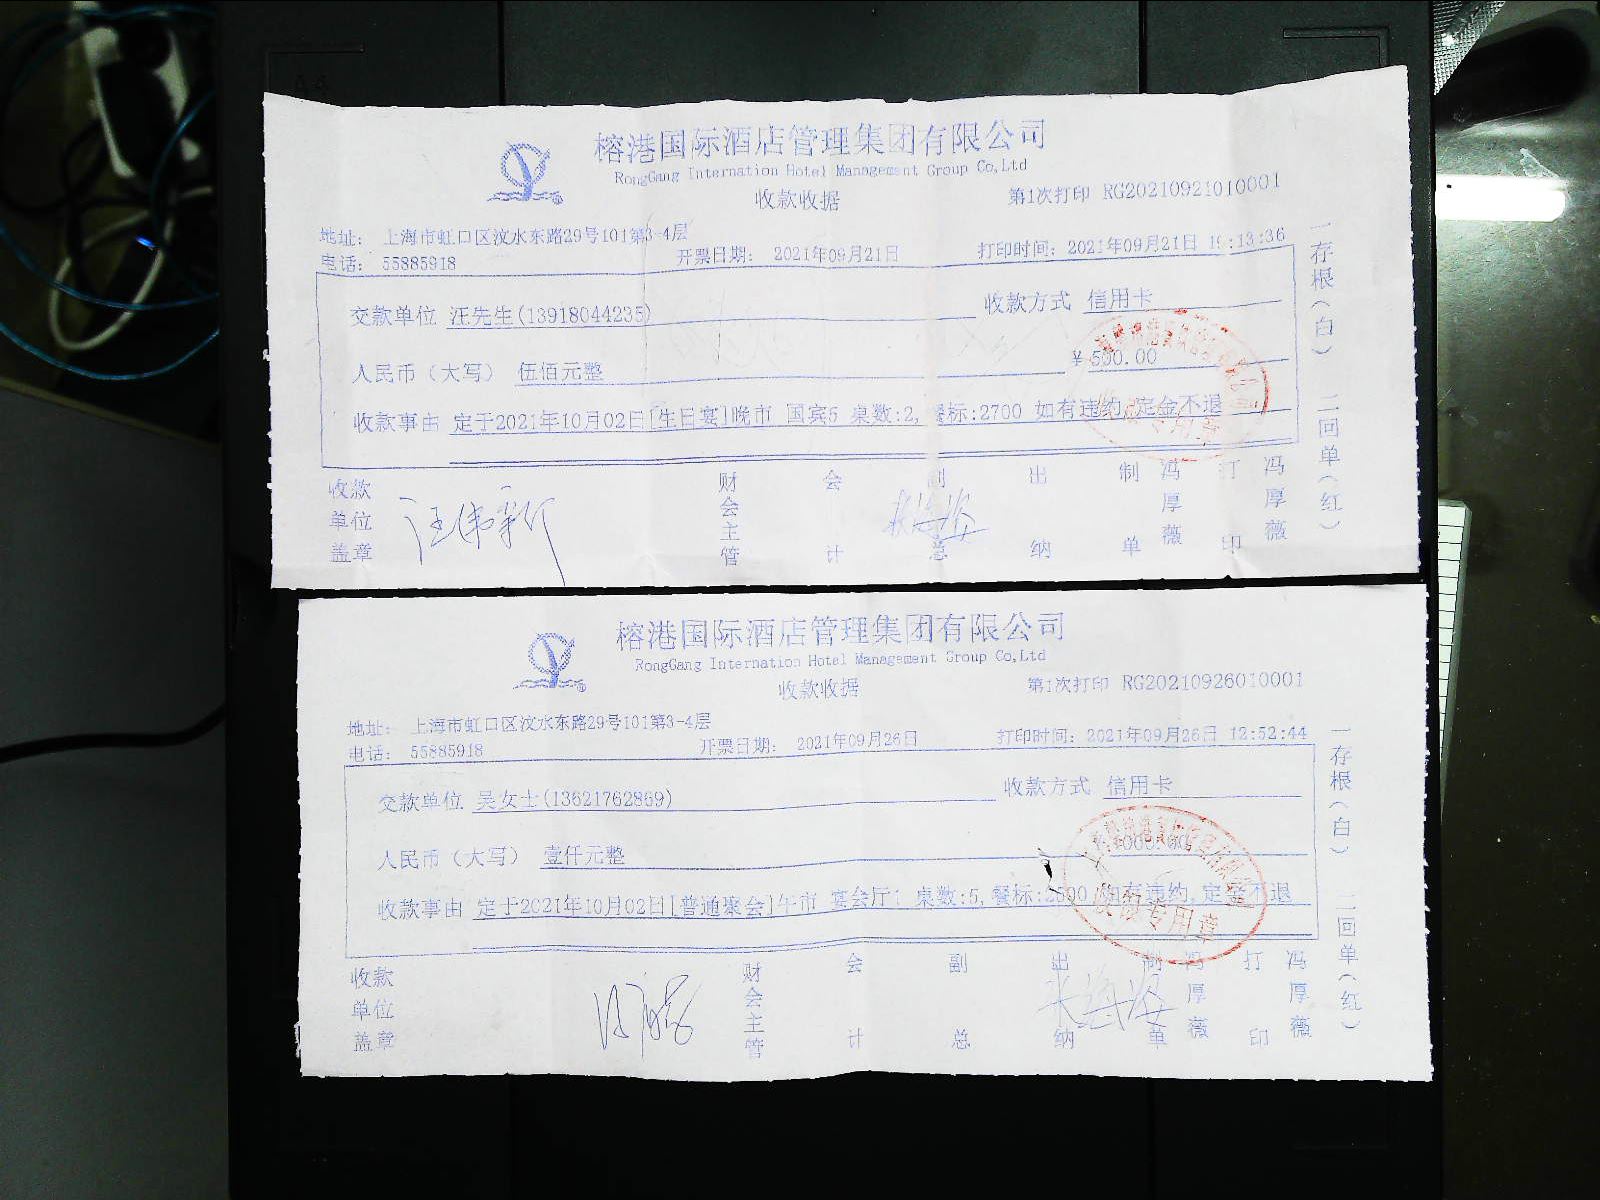 榕港国际酒店管理集团有限公司
RongGang Internation Hotel Management Group Co,Ltd
收款收据
第1次打印 RG20210921010001
地址: 上海市虹口区汶水东路29号101第3-4层
电话: 55885918
开票日期: 2021年09月21日
打印时间: 2021年09月21日 :13:36
交款单位 汪先生(13918044235)
收款方式 信用卡
人民币（大写） 伍佰元整
¥500.00
收款事由 定于2021年10月02日[生日宴]晚市 国宾5 桌数:2, 餐标:2700 如有违约,定金不退
收款单位盖章
汪伟新
财会主管
会计
副总
出纳
制单
冯厚薇
打印
冯厚薇
一存根(白)
二回单(红)
榕港国际酒店管理集团有限公司
RongGang Internation Hotel Management Group Co,Ltd
收款收据
第1次打印 RG20210926010001
地址: 上海市虹口区汶水东路29号101第3-4层
电话: 55885918
开票日期: 2021年09月26日
打印时间: 2021年09月26日 12:52:44
交款单位 吴女士(13621762869)
收款方式 信用卡
人民币（大写） 壹仟元整
收款事由 定于2021年10月02日[普通聚会]午市 宴会厅1 桌数:5, 餐标:2500 如有违约,定金不退
专用章
收款单位盖章
财会主管
会计
副总
出纳
制单
冯厚薇
打印
冯厚薇
一存根(白)
二回单(红)